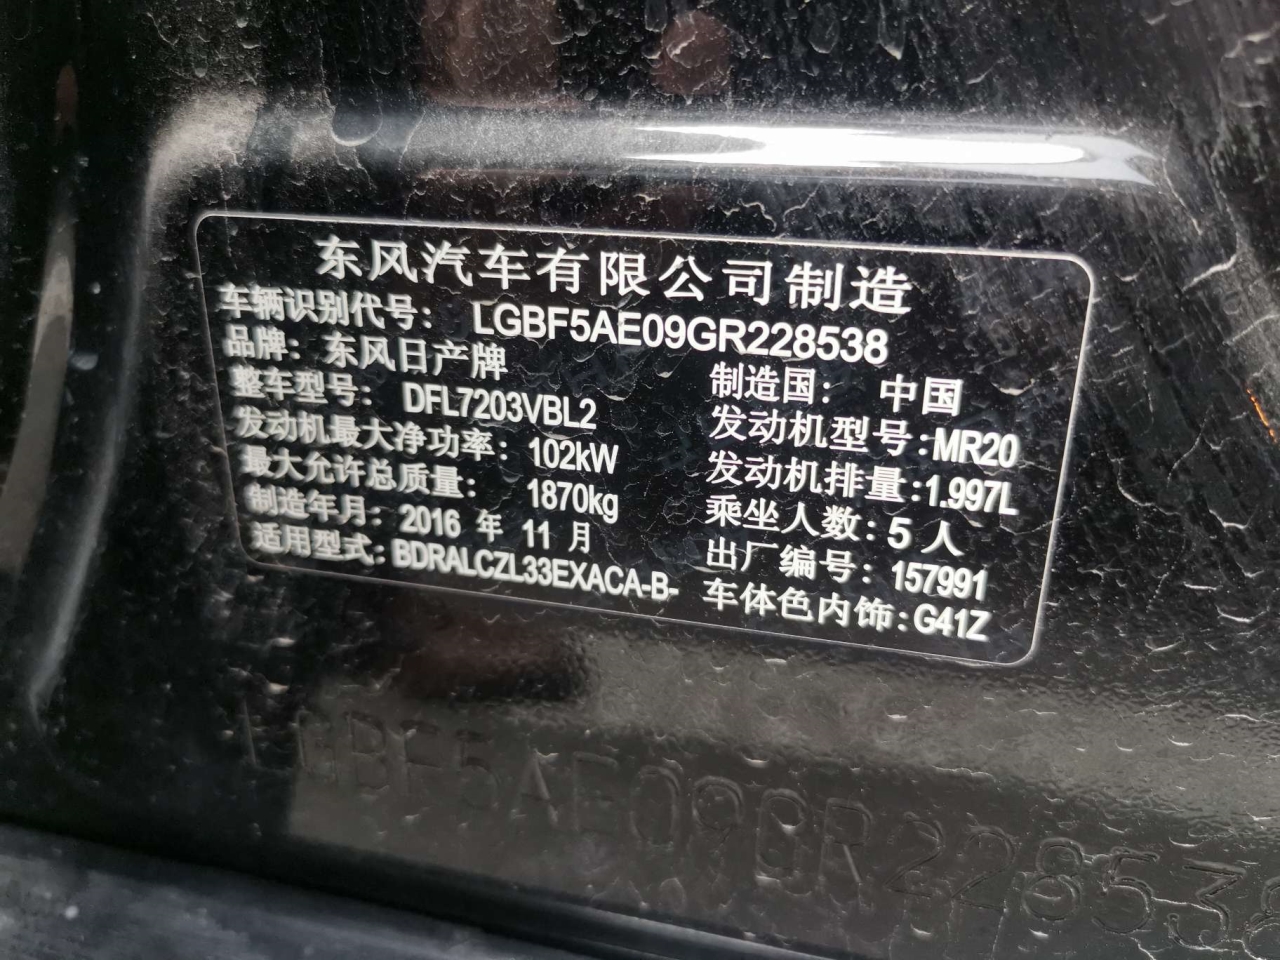 东风汽车有限公司制造
车辆识别代号: LGBF5AE09GR228538
品牌: 东风日产牌 制造国: 中国
整车型号: DFL7203VBL2 发动机型号:MR20
发动机最大净功率: 102kW 发动机排量:1.997L
最大允许总质量: 1870kg 乘坐人数:5人
制造年月: 2016 年 11 月 出厂编号: 157991
适用型式: BDRALCZL33EXACA-B- 车体色内饰:G41Z
LGBF5AE09GR228538